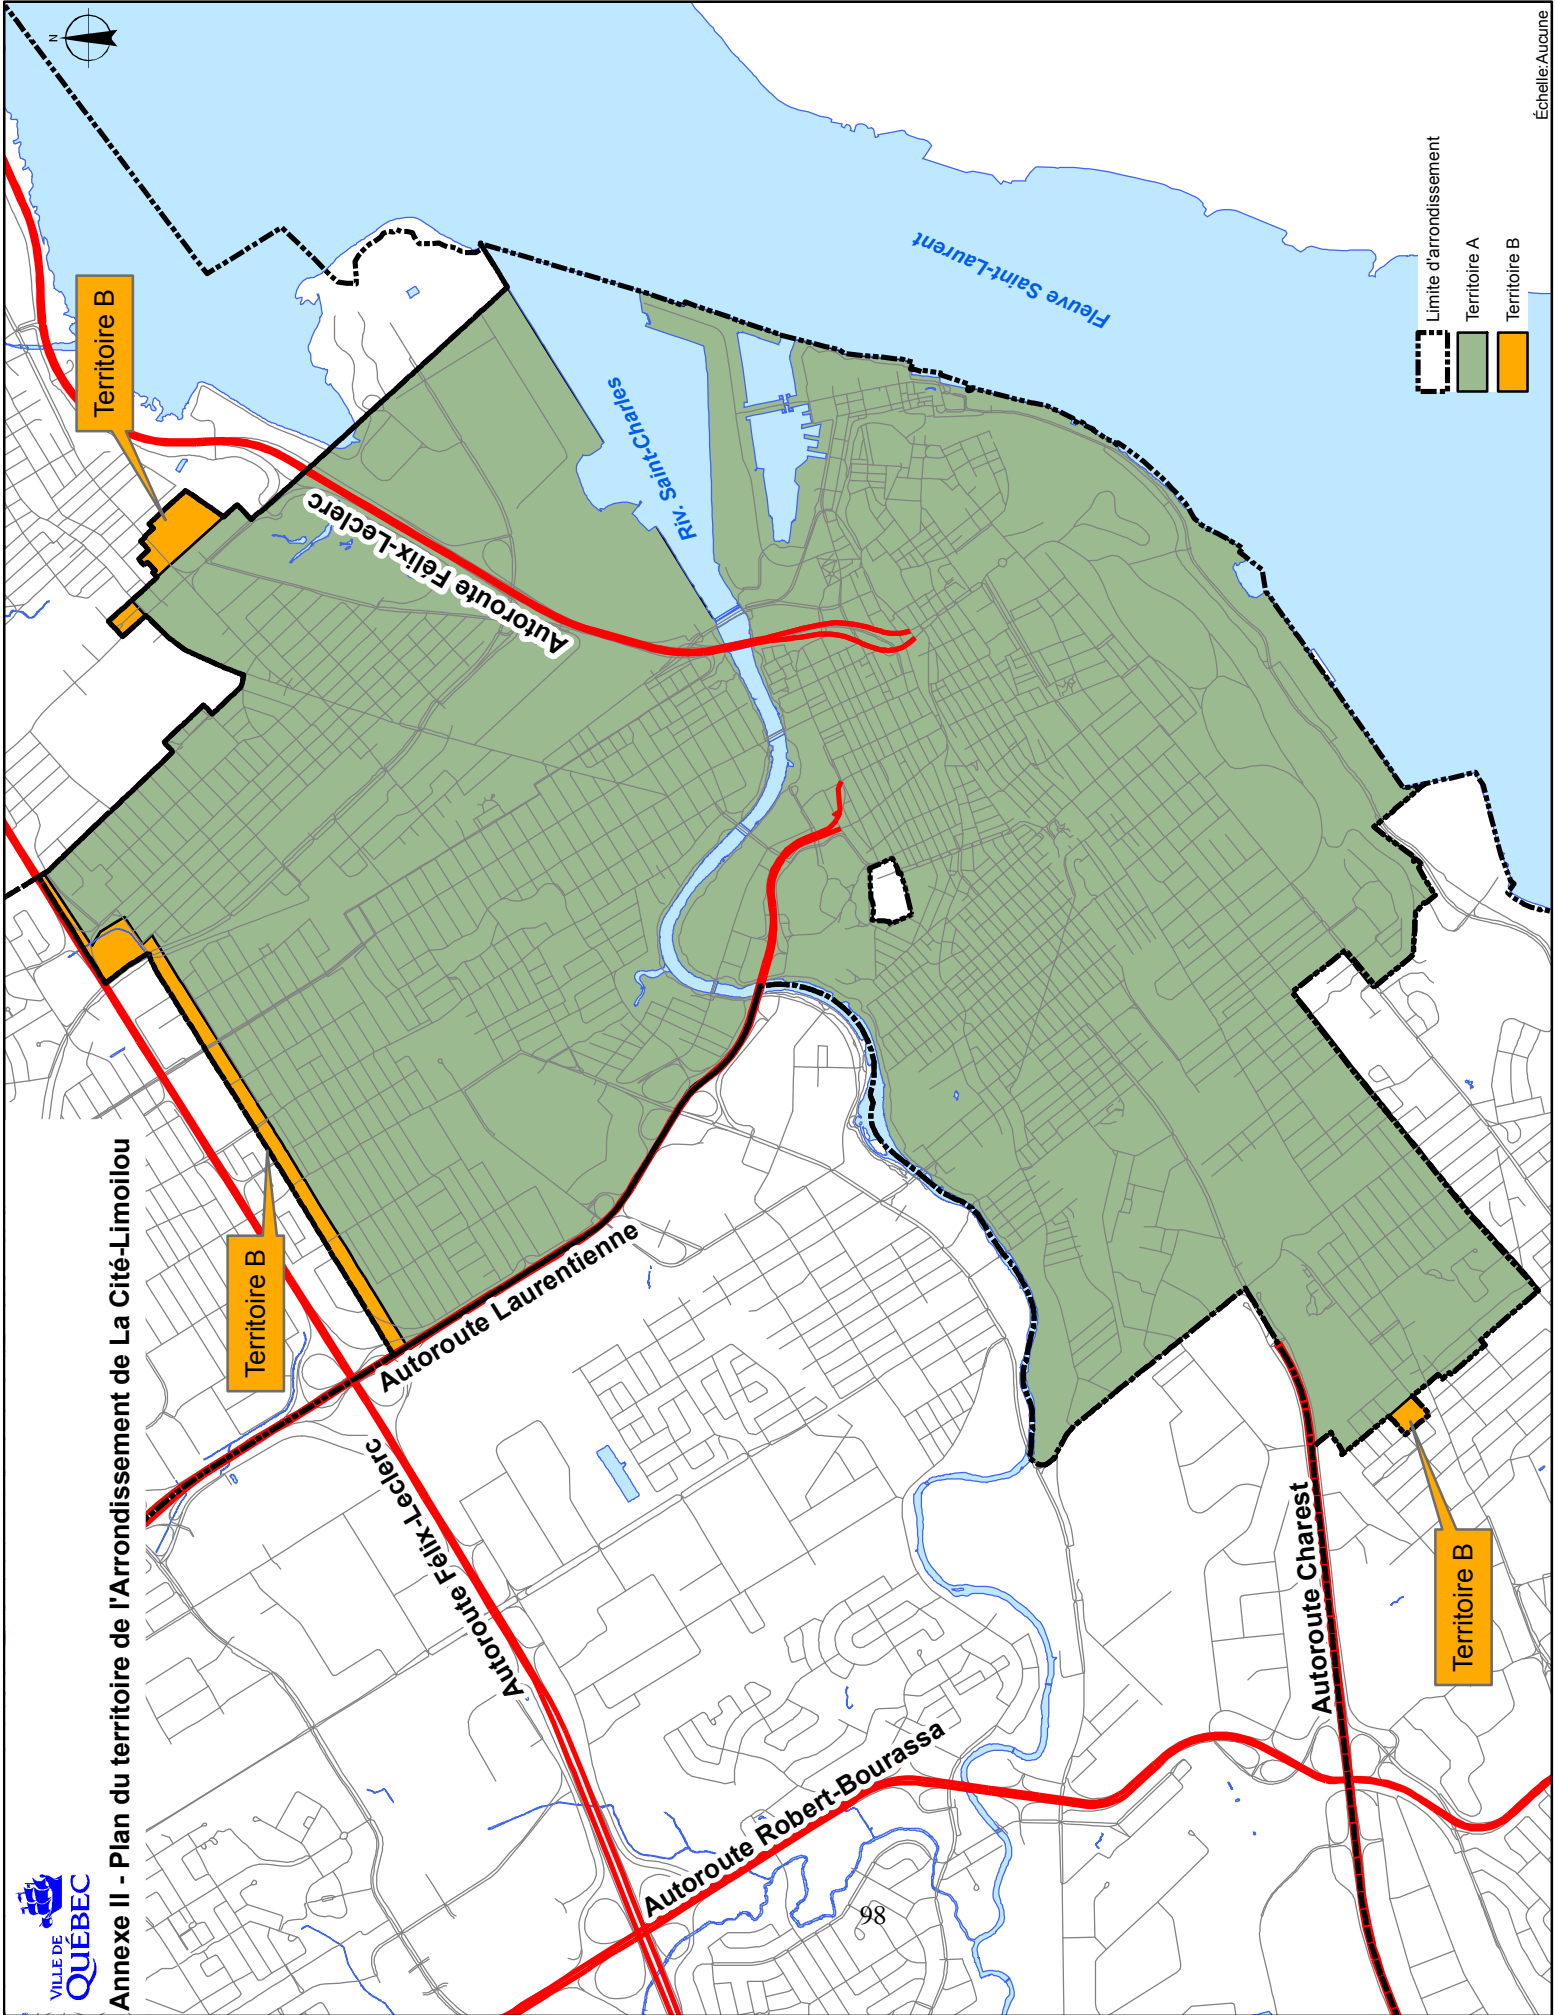 VILLE DE
QUÉBEC
Annexe II - Plan du territoire de l'Arrondissement de La Cité-Limoilou
N
Territoire B
Territoire B
Autoroute Félix-Leclerc
Autoroute Félix-Leclerc
Autoroute Laurentienne
Riv. Saint-Charles
Fleuve Saint-Laurent
Autoroute Robert-Bourassa
Autoroute Charest
Territoire B
Limite d'arrondissement
Territoire A
Territoire B
Échelle:Aucune
98